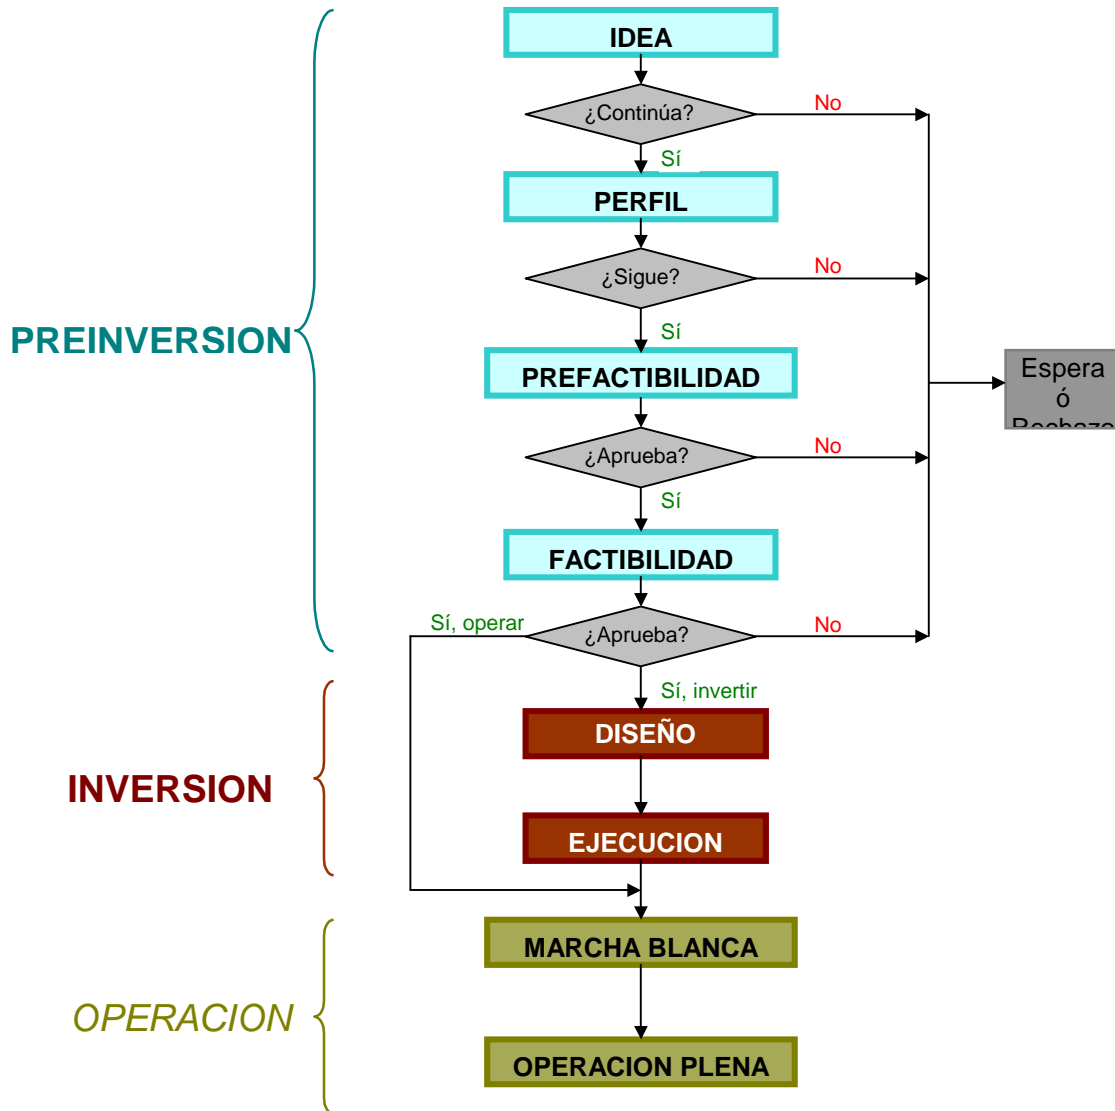 IDEA
¿Continúa?
No
Sí
PERFIL
¿Sigue?
No
Sí
PREINVERSION
PREFACTIBILIDAD
Espera
ó
Rechazo
¿Aprueba?
No
Sí
FACTIBILIDAD
Sí, operar
¿Aprueba?
No
Sí, invertir
DISEÑO
INVERSION
EJECUCION
MARCHA BLANCA
OPERACION
OPERACION PLENA